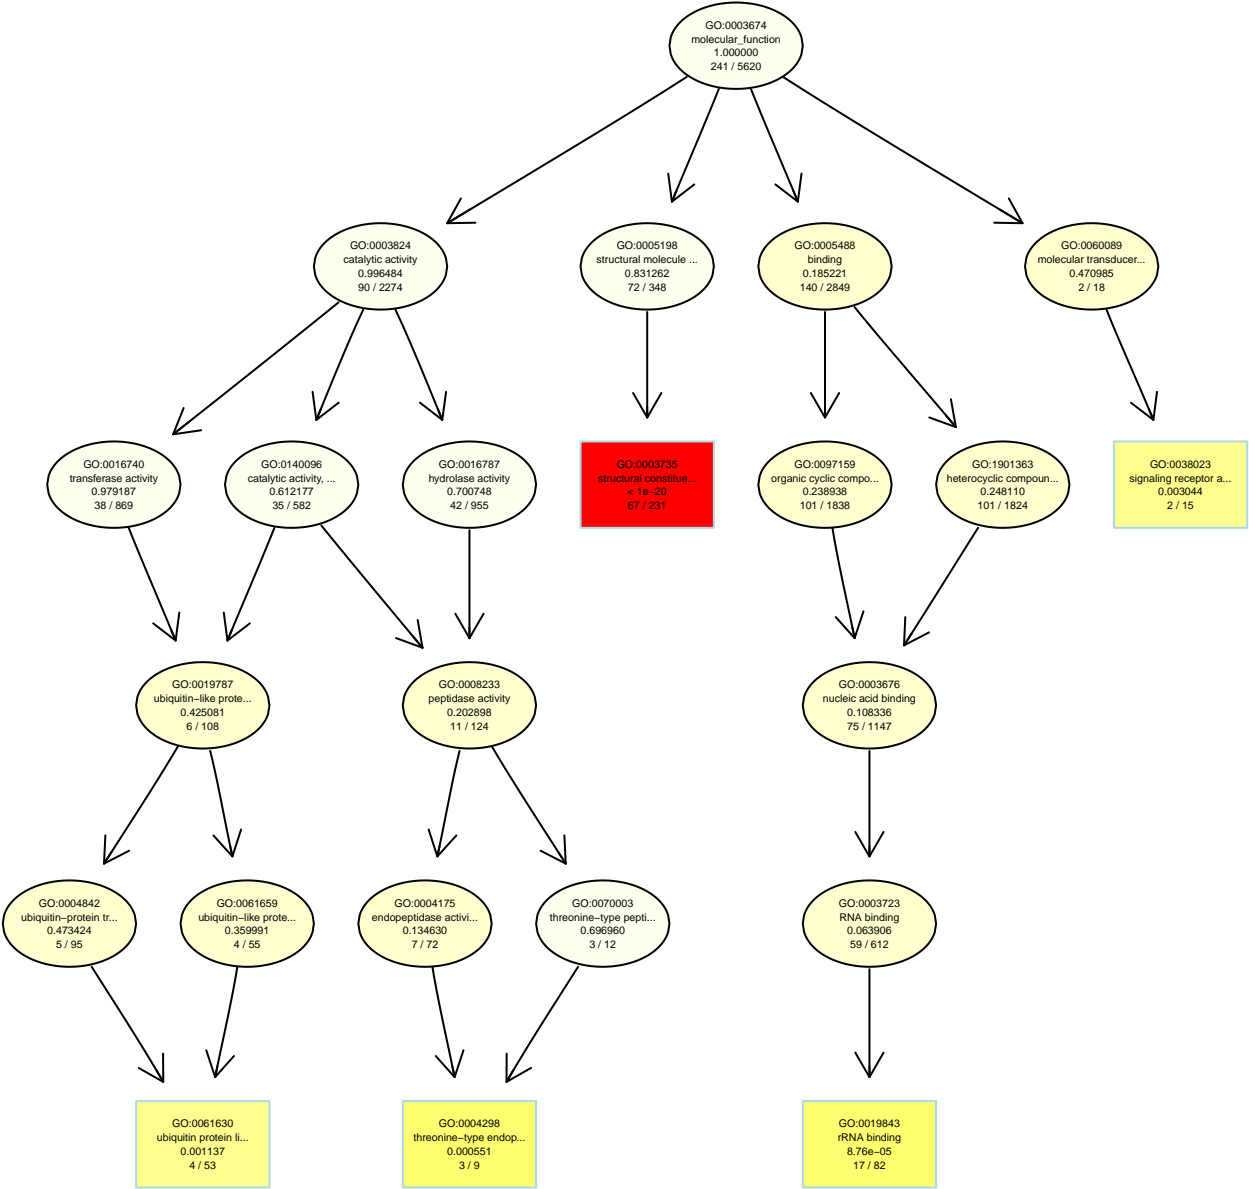 GO:0003674
molecular_function
1.000000
241 / 5620
GO:0003824
catalytic activity
0.996484
90 / 2274
GO:0005198
structural molecule ...
0.831262
72 / 348
GO:0005488
binding
0.185221
140 / 2849
GO:0060089
molecular transducer...
0.470985
2 / 18
GO:0016740
transferase activity
0.979187
38 / 869
GO:0140096
catalytic activity, ...
0.612177
35 / 582
GO:0016787
hydrolase activity
0.700748
42 / 955
GO:0003735
structural constitue...
< 1e−20
67 / 231
GO:0097159
organic cyclic compo...
0.238938
101 / 1838
GO:1901363
heterocyclic compoun...
0.248110
101 / 1824
GO:0038023
signaling receptor a...
0.003044
2 / 15
GO:0019787
ubiquitin−like prote...
0.425081
6 / 108
GO:0008233
peptidase activity
0.202898
11 / 124
GO:0003676
nucleic acid binding
0.108336
75 / 1147
GO:0004842
ubiquitin−protein tr...
0.473424
5 / 95
GO:0061659
ubiquitin−like prote...
0.359991
4 / 55
GO:0004175
endopeptidase activi...
0.134630
7 / 72
GO:0070003
threonine−type pepti...
0.696960
3 / 12
GO:0003723
RNA binding
0.063906
59 / 612
GO:0061630
ubiquitin protein li...
0.001137
4 / 53
GO:0004298
threonine−type endop...
0.000551
3 / 9
GO:0019843
rRNA binding
8.76e−05
17 / 82